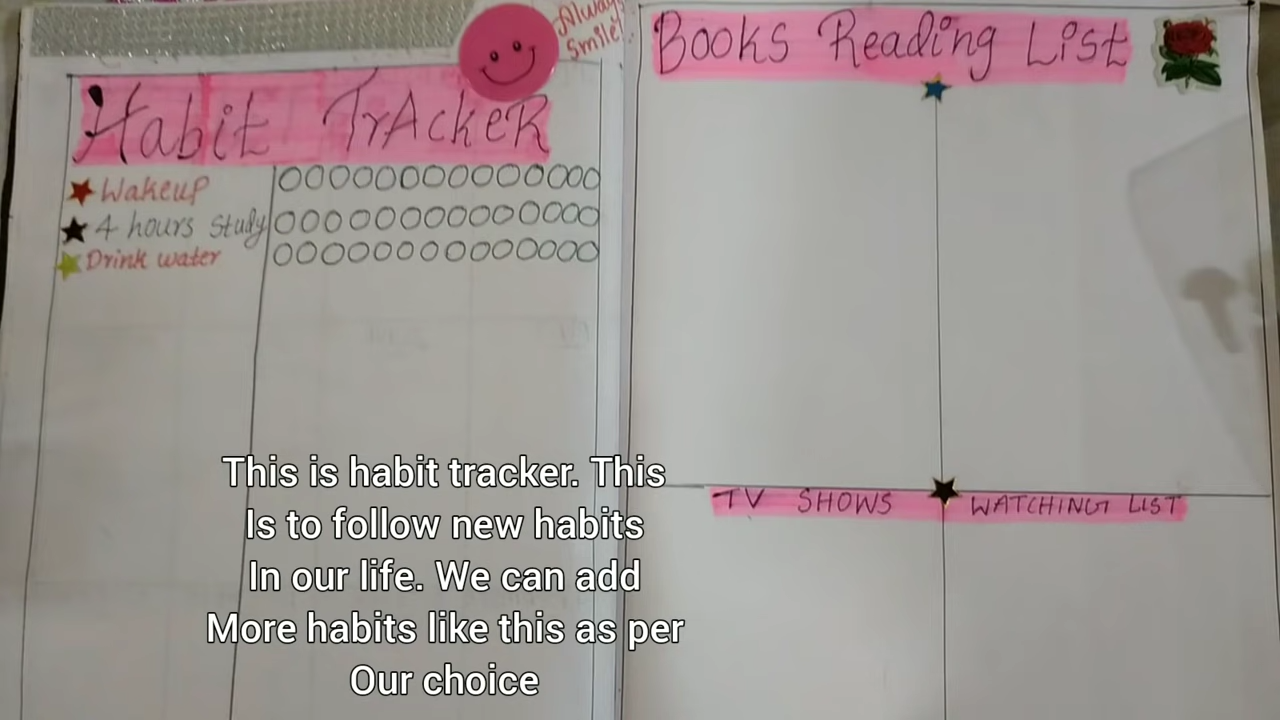 Always
Smile!
Habit TrAckeR
Wakeup
4 hours Study
Drink water
Books Reading List
TV SHOWS WATCHING LIST
This is habit tracker. This
Is to follow new habits
In our life. We can add
More habits like this as per
Our choice